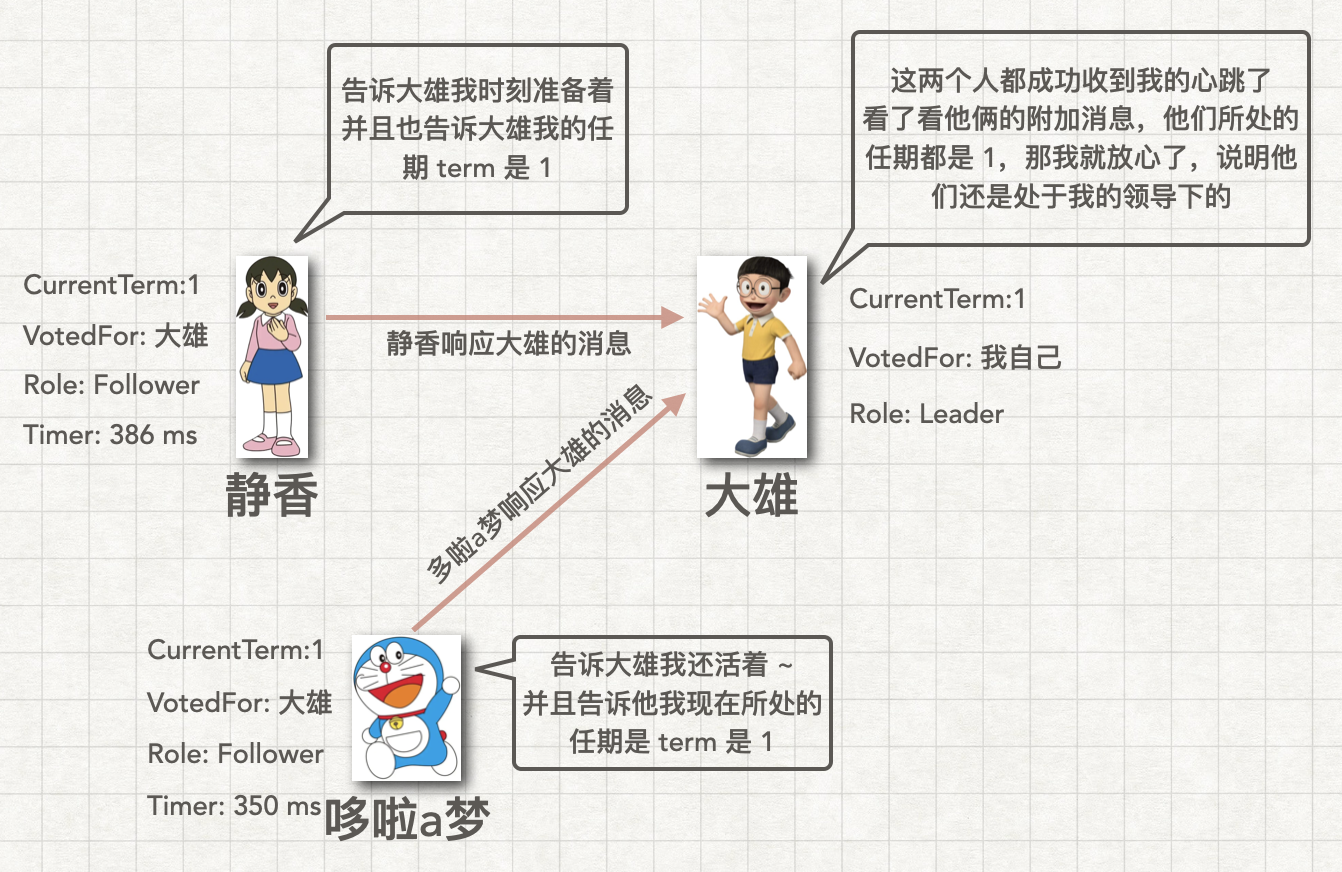 告诉大雄我时刻准备着
并且也告诉大雄我的任
期 term 是 1
这两个人都成功收到我的心跳了
看了看他俩的附加消息，他们所处的
任期都是 1，那我就放心了，说明他
们还是处于我的领导下的
CurrentTerm:1
VotedFor: 大雄
Role: Follower
Timer: 386 ms
静香
静香响应大雄的消息
CurrentTerm:1
VotedFor: 我自己
Role: Leader
大雄
多啦a梦响应大雄的消息
CurrentTerm:1
VotedFor: 大雄
Role: Follower
Timer: 350 ms
哆啦a梦
告诉大雄我还活着 ~
并且告诉他我现在所处的
任期是 term 是 1